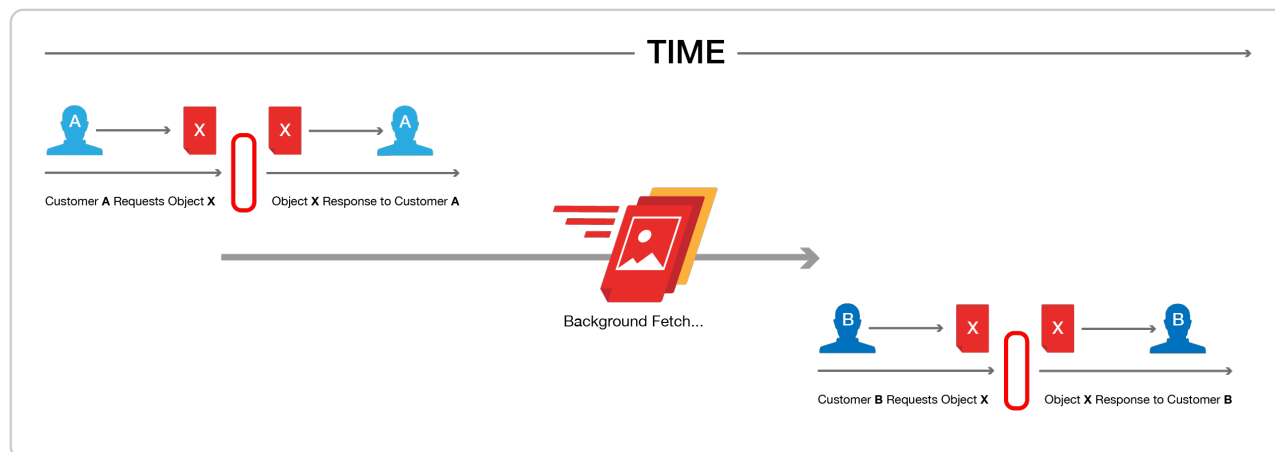 TIME
A
X
X
A
Customer A Requests Object X
Object X Response to Customer A
Background Fetch...
B
X
X
B
Customer B Requests Object X
Object X Response to Customer B